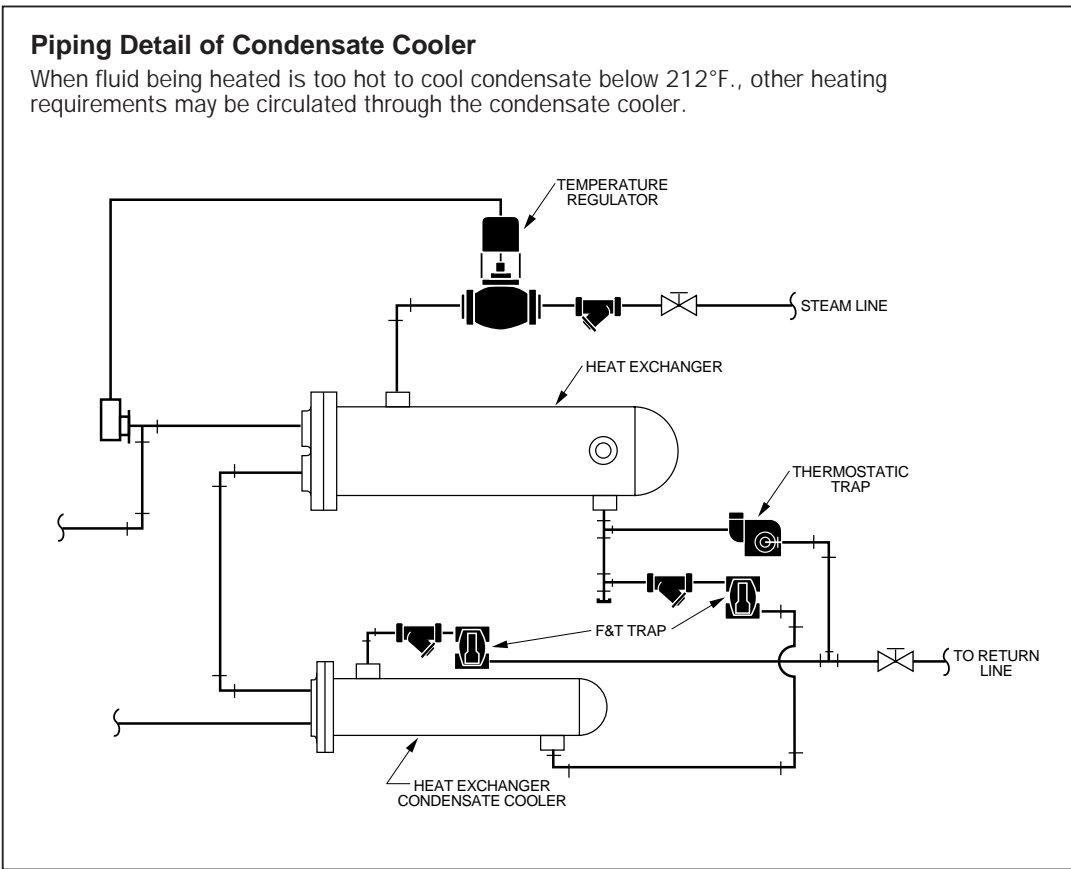 Piping Detail of Condensate Cooler
When fluid being heated is too hot to cool condensate below 212°F., other heating
requirements may be circulated through the condensate cooler.
TEMPERATURE
REGULATOR
STEAM LINE
HEAT EXCHANGER
THERMOSTATIC
TRAP
F&T TRAP
TO RETURN
LINE
HEAT EXCHANGER
CONDENSATE COOLER